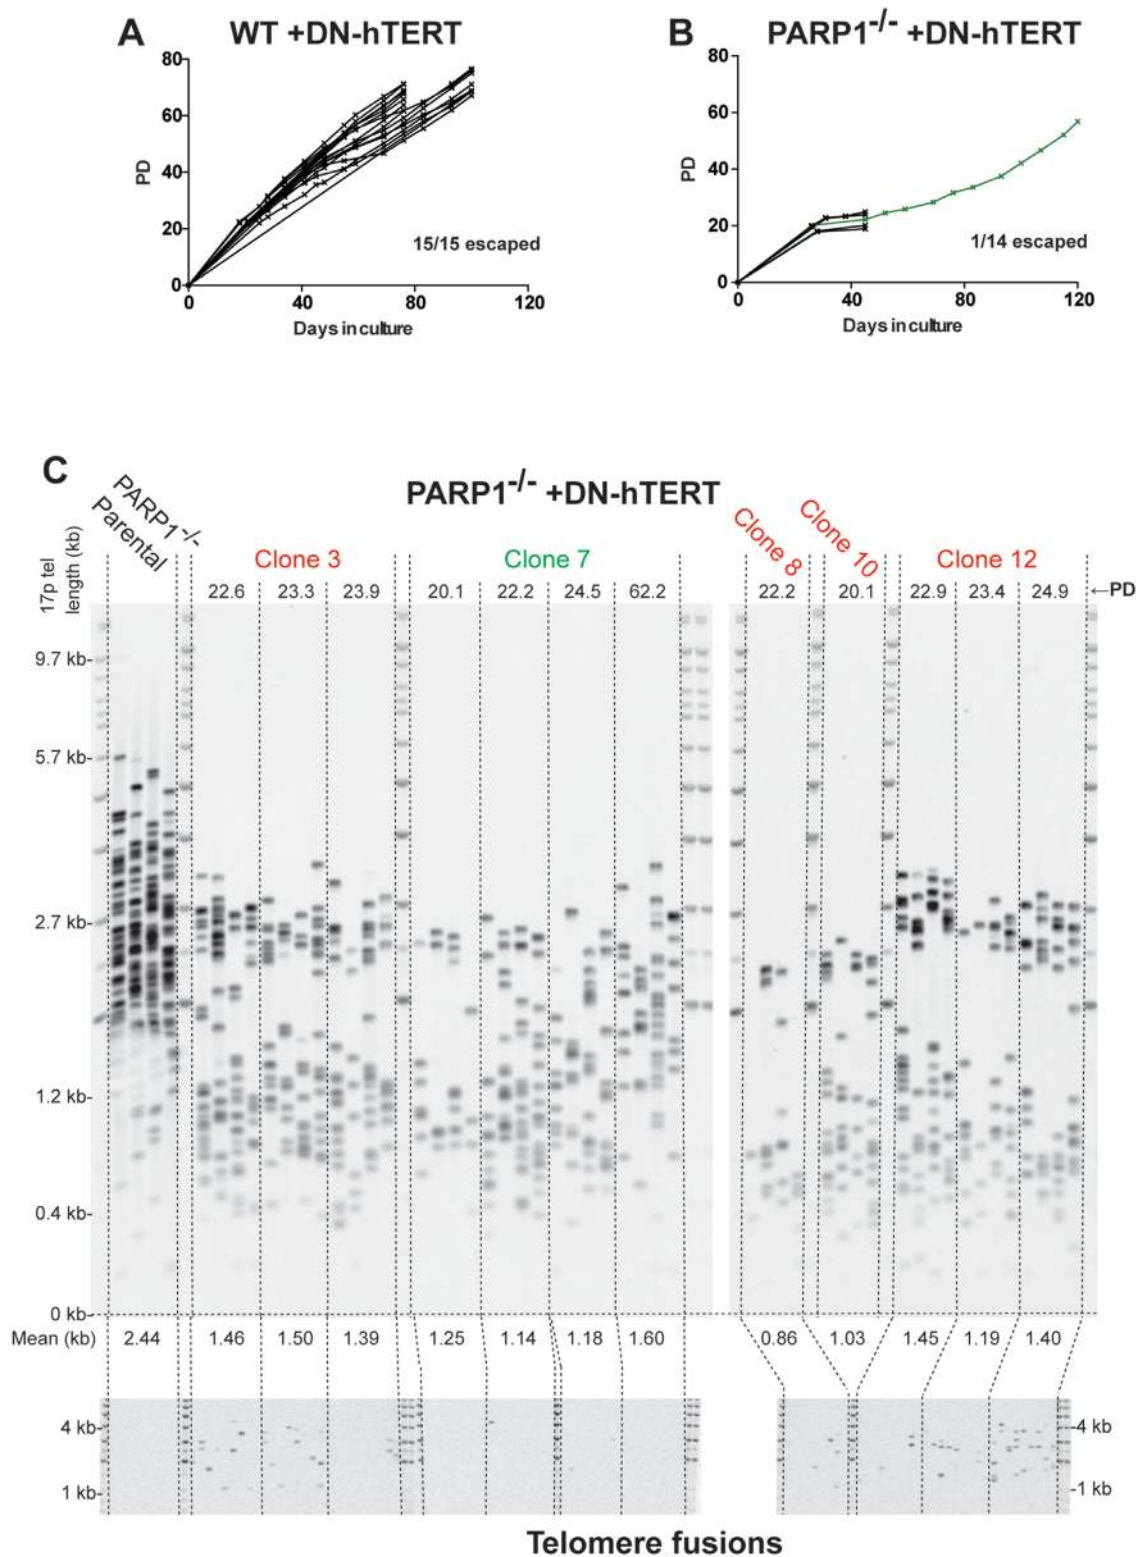 A
WT +DN-hTERT
80
60
40
20
0
PD
15/15 escaped
0
40
80
120
Days in culture
B
PARP1-/- +DN-hTERT
80
60
40
20
0
PD
1/14 escaped
0
40
80
120
Days in culture
C
PARP1-/- +DN-hTERT
17p tel
length (kb)
PARP1-/-
Parental
Clone 3
Clone 7
Clone 8
Clone 10
Clone 12
22.6 23.3 23.9 20.1 22.2 24.5 62.2 22.2 20.1 22.9 23.4 24.9 ←PD
9.7 kb-
5.7 kb-
2.7 kb-
1.2 kb-
0.4 kb-
0 kb-
Mean (kb) 2.44 1.46 1.50 1.39 1.25 1.14 1.18 1.60 0.86 1.03 1.45 1.19 1.40
4 kb- -4 kb
1 kb- -1 kb
Telomere fusions